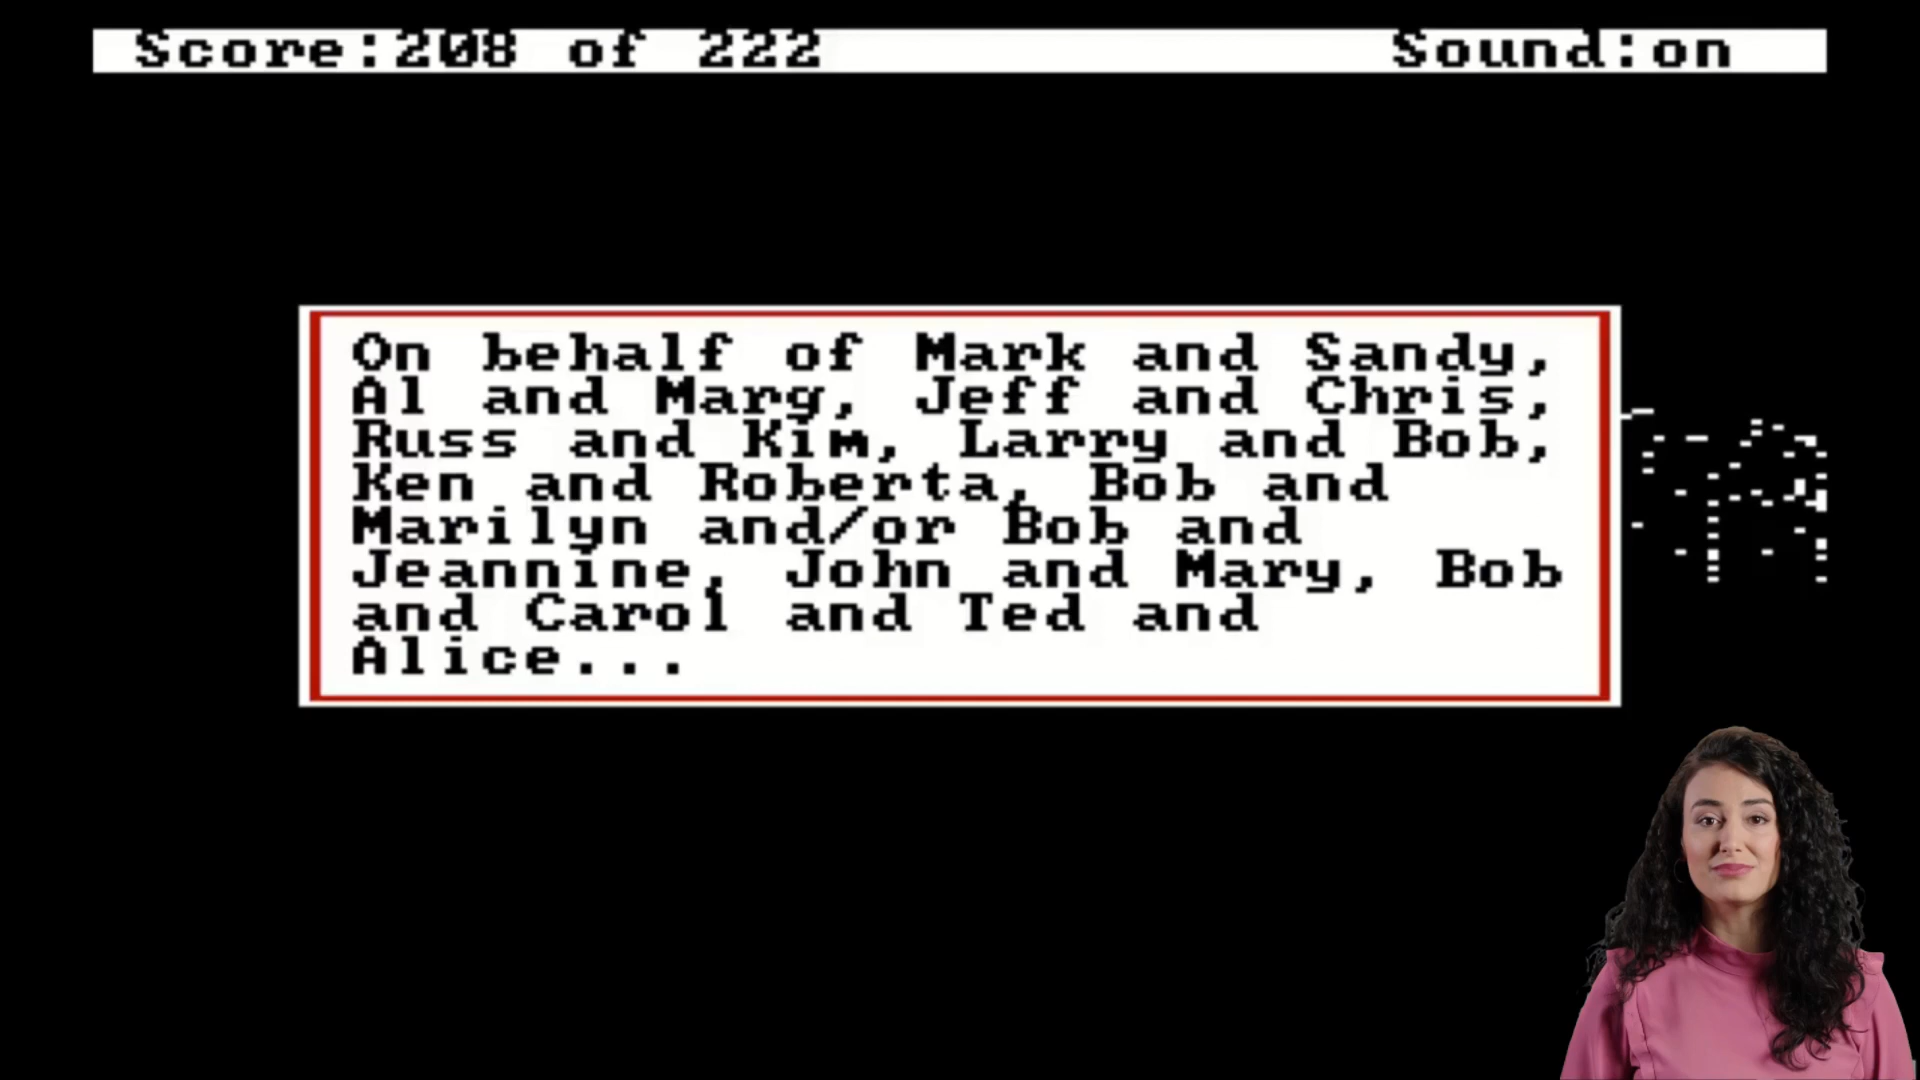 Score:208 of 222 Sound:on
On behalf of Mark and Sandy,
Al and Marg, Jeff and Chris,
Russ and Kim, Larry and Bob,
Ken and Roberta, Bob and
Marilyn and/or Bob and
Jeannine, John and Mary, Bob
and Carol and Ted and
Alice...